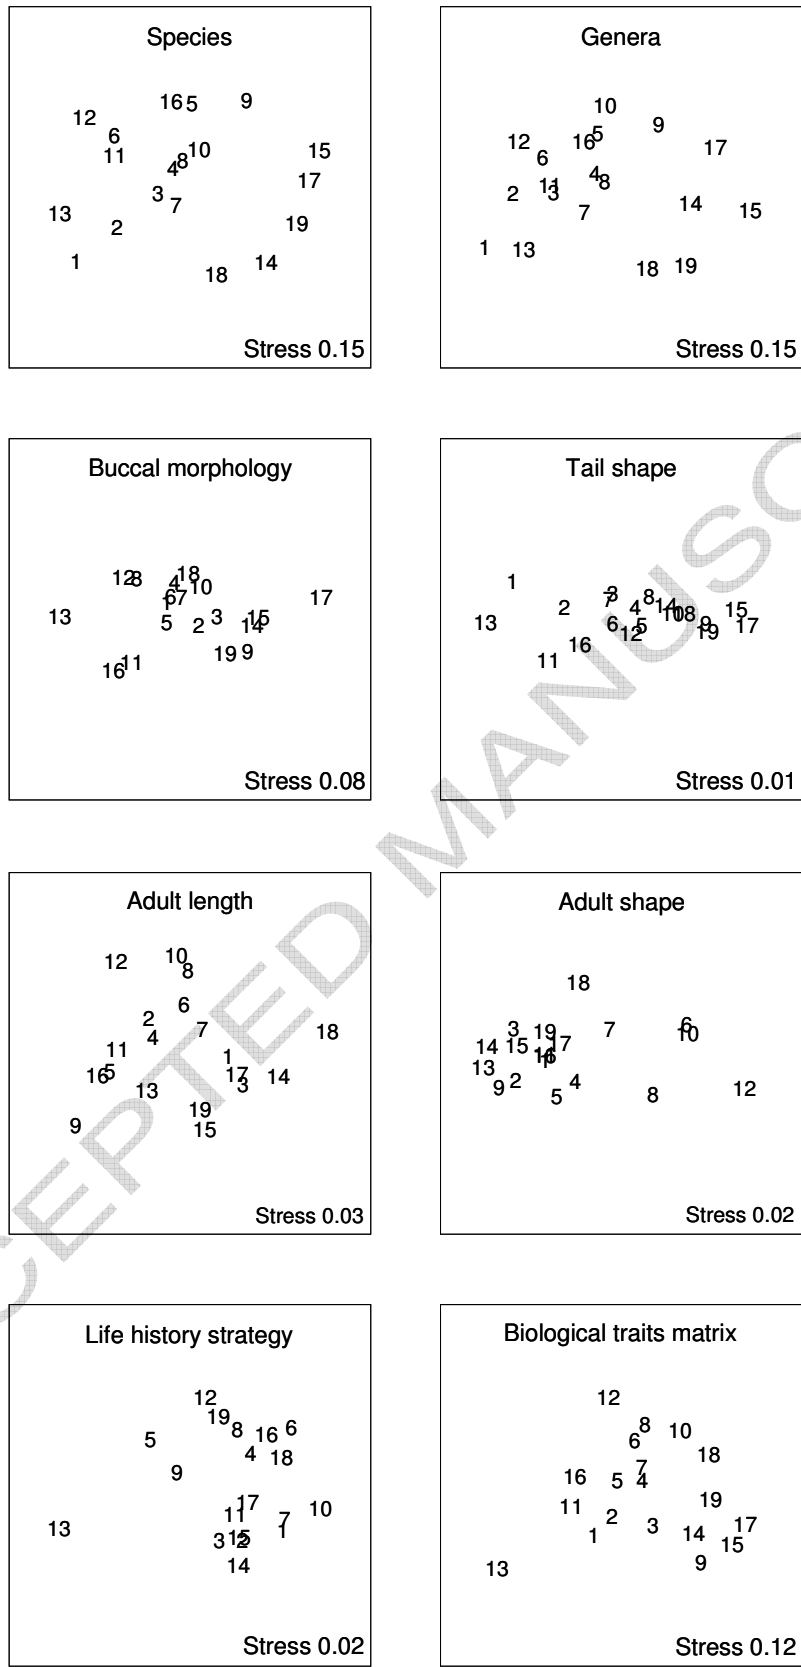 Species
16 5 9
12
6
11 4 8 10 15
3 7 17
13 2 19
1 18 14
Stress 0.15
Genera
10
9
12 16 5 17
6
2 11 3 4 8
7 14 15
1 13
18 19
Stress 0.15
Buccal morphology
12 8 4 18
10
1 6 7 17
13 5 2 3 15
14
16 11 19 9
Stress 0.08
Tail shape
1
2 7 3 8
4 14 10 18 15
13 6 5 9 17
12 19
16
11
Stress 0.01
Adult length
12 10
8
6
2 7 18
4
11 1
16 5 17 14
13 3
19
9 15
Stress 0.03
Adult shape
18
3 19 7 6
10
14 15 17
13 16
1
9 2 4 12
5 8
Stress 0.02
Life history strategy
12
19
5 8 16 6
4 18
9
17 10
11 7
13 1
3 15 2
14
Stress 0.02
Biological traits matrix
12
8 10
6
7 18
16 5 4
11 19
2
1 3 14 17
15
13 9
Stress 0.12
CEPTED MANUSC